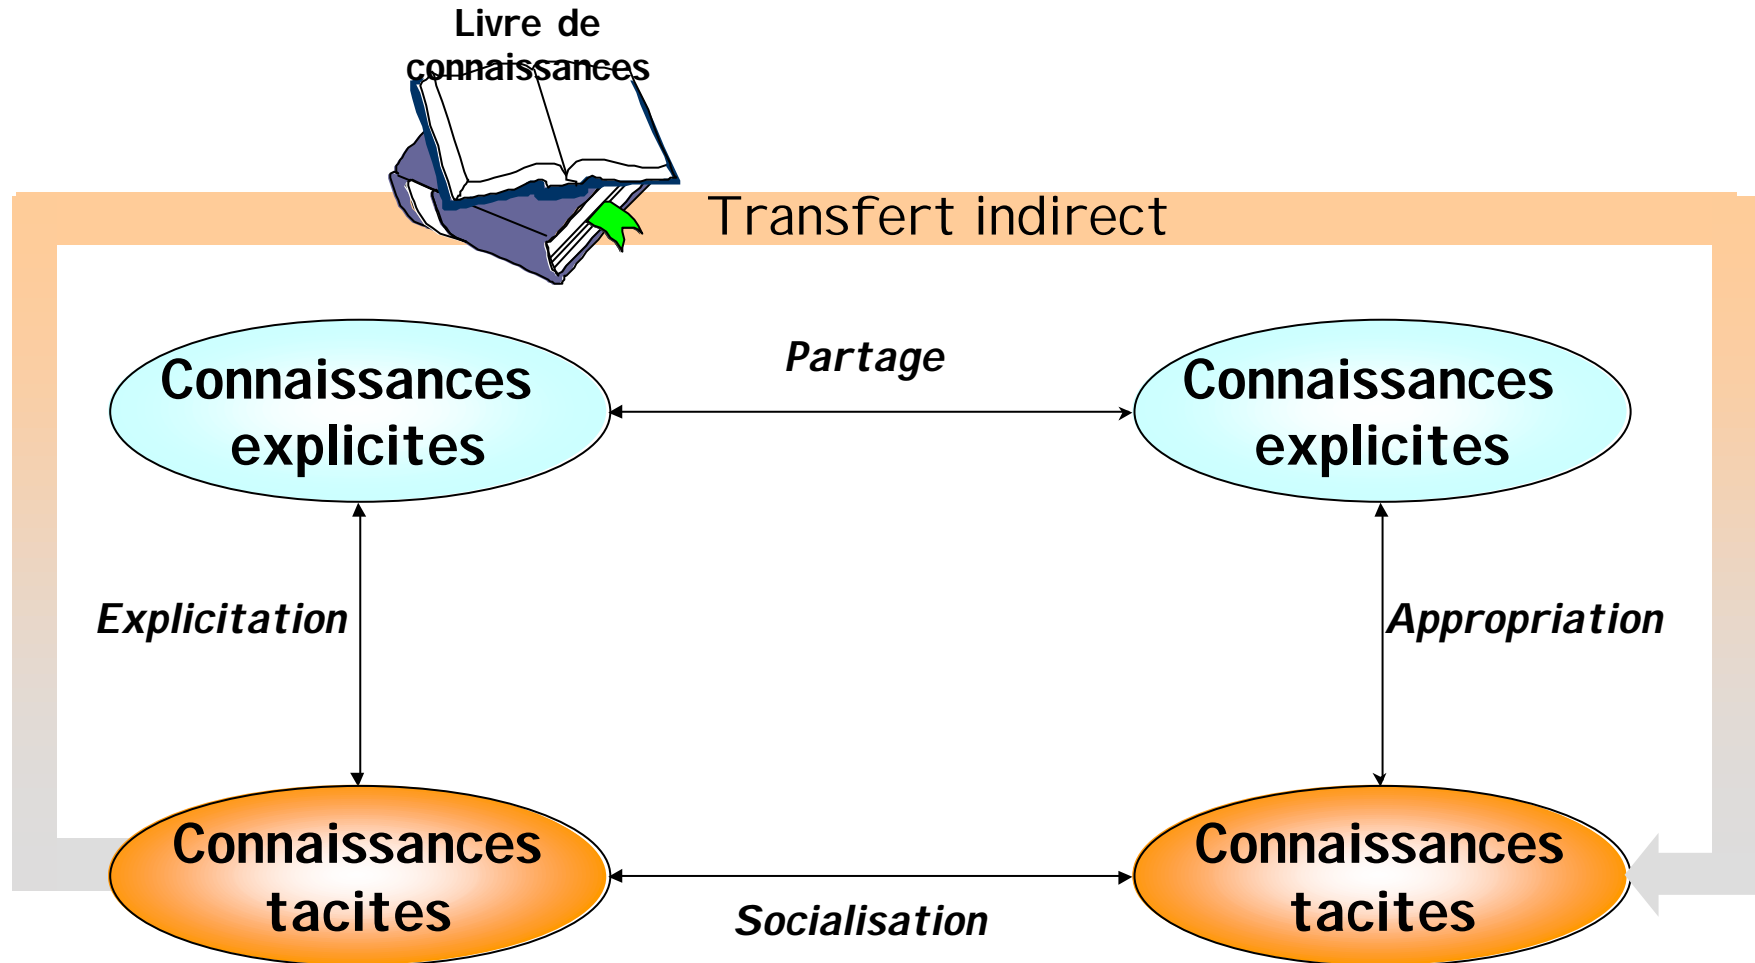 Livre de
connaissances
Transfert indirect
Partage
Connaissances
explicites
Connaissances
explicites
Explicitation
Appropriation
Connaissances
tacites
Connaissances
tacites
Socialisation